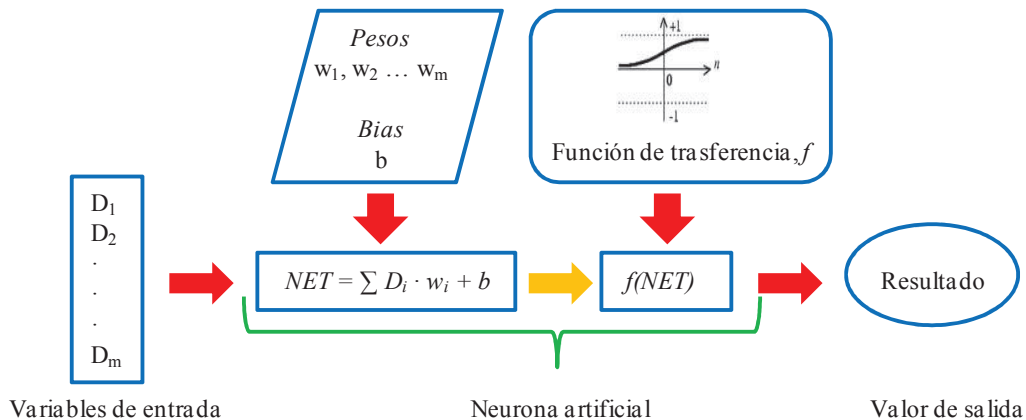 Pesos
w1, w2 … wm
Bias
b
+1
n
0
-1
Función de trasferencia, f
D1
D2
.
.
.
Dm
NET = ∑ Di · wi + b
f(NET)
Resultado
Variables de entrada
Neurona artificial
Valor de salida